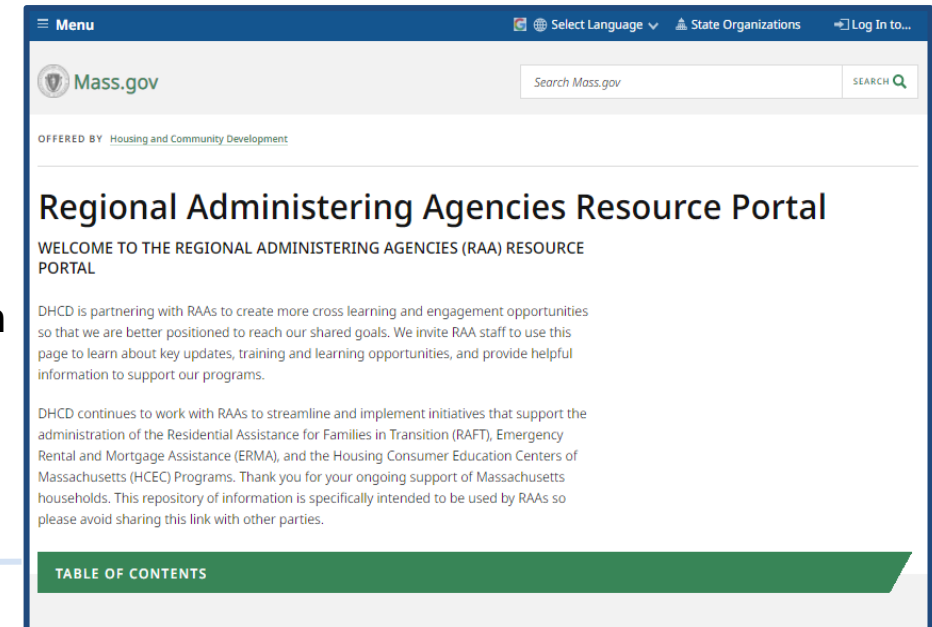 Menu
Select Language
State Organizations
Log In to...
Mass.gov
Search Mass.gov
SEARCH
OFFERED BY Housing and Community Development
Regional Administering Agencies Resource Portal
WELCOME TO THE REGIONAL ADMINISTERING AGENCIES (RAA) RESOURCE
PORTAL
DHCD is partnering with RAAs to create more cross learning and engagement opportunities
so that we are better positioned to reach our shared goals. We invite RAA staff to use this
page to learn about key updates, training and learning opportunities, and provide helpful
information to support our programs.
DHCD continues to work with RAAs to streamline and implement initiatives that support the
administration of the Residential Assistance for Families in Transition (RAFT), Emergency
Rental and Mortgage Assistance (ERMA), and the Housing Consumer Education Centers of
Massachusetts (HCEC) Programs. Thank you for your ongoing support of Massachusetts
households. This repository of information is specifically intended to be used by RAAs so
please avoid sharing this link with other parties.
TABLE OF CONTENTS